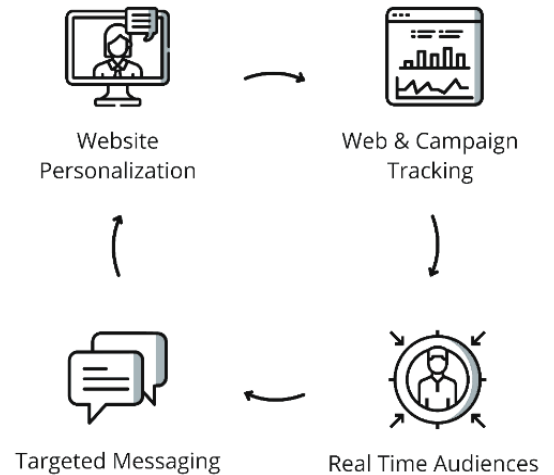 Website
Personalization
Web & Campaign
Tracking
Targeted Messaging
Real Time Audiences